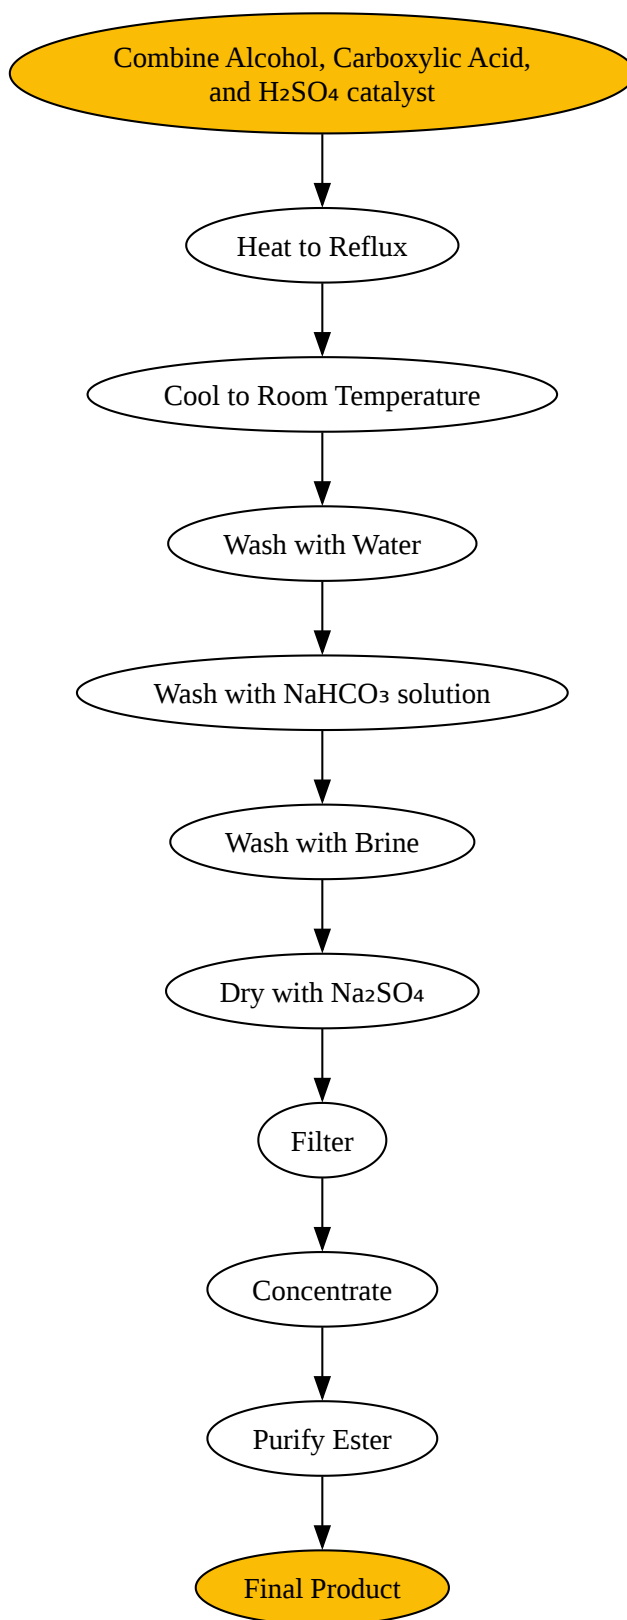 Combine Alcohol, Carboxylic Acid,
and H₂SO₄ catalyst
Heat to Reflux
Cool to Room Temperature
Wash with Water
Wash with NaHCO₃ solution
Wash with Brine
Dry with Na₂SO₄
Filter
Concentrate
Purify Ester
Final Product